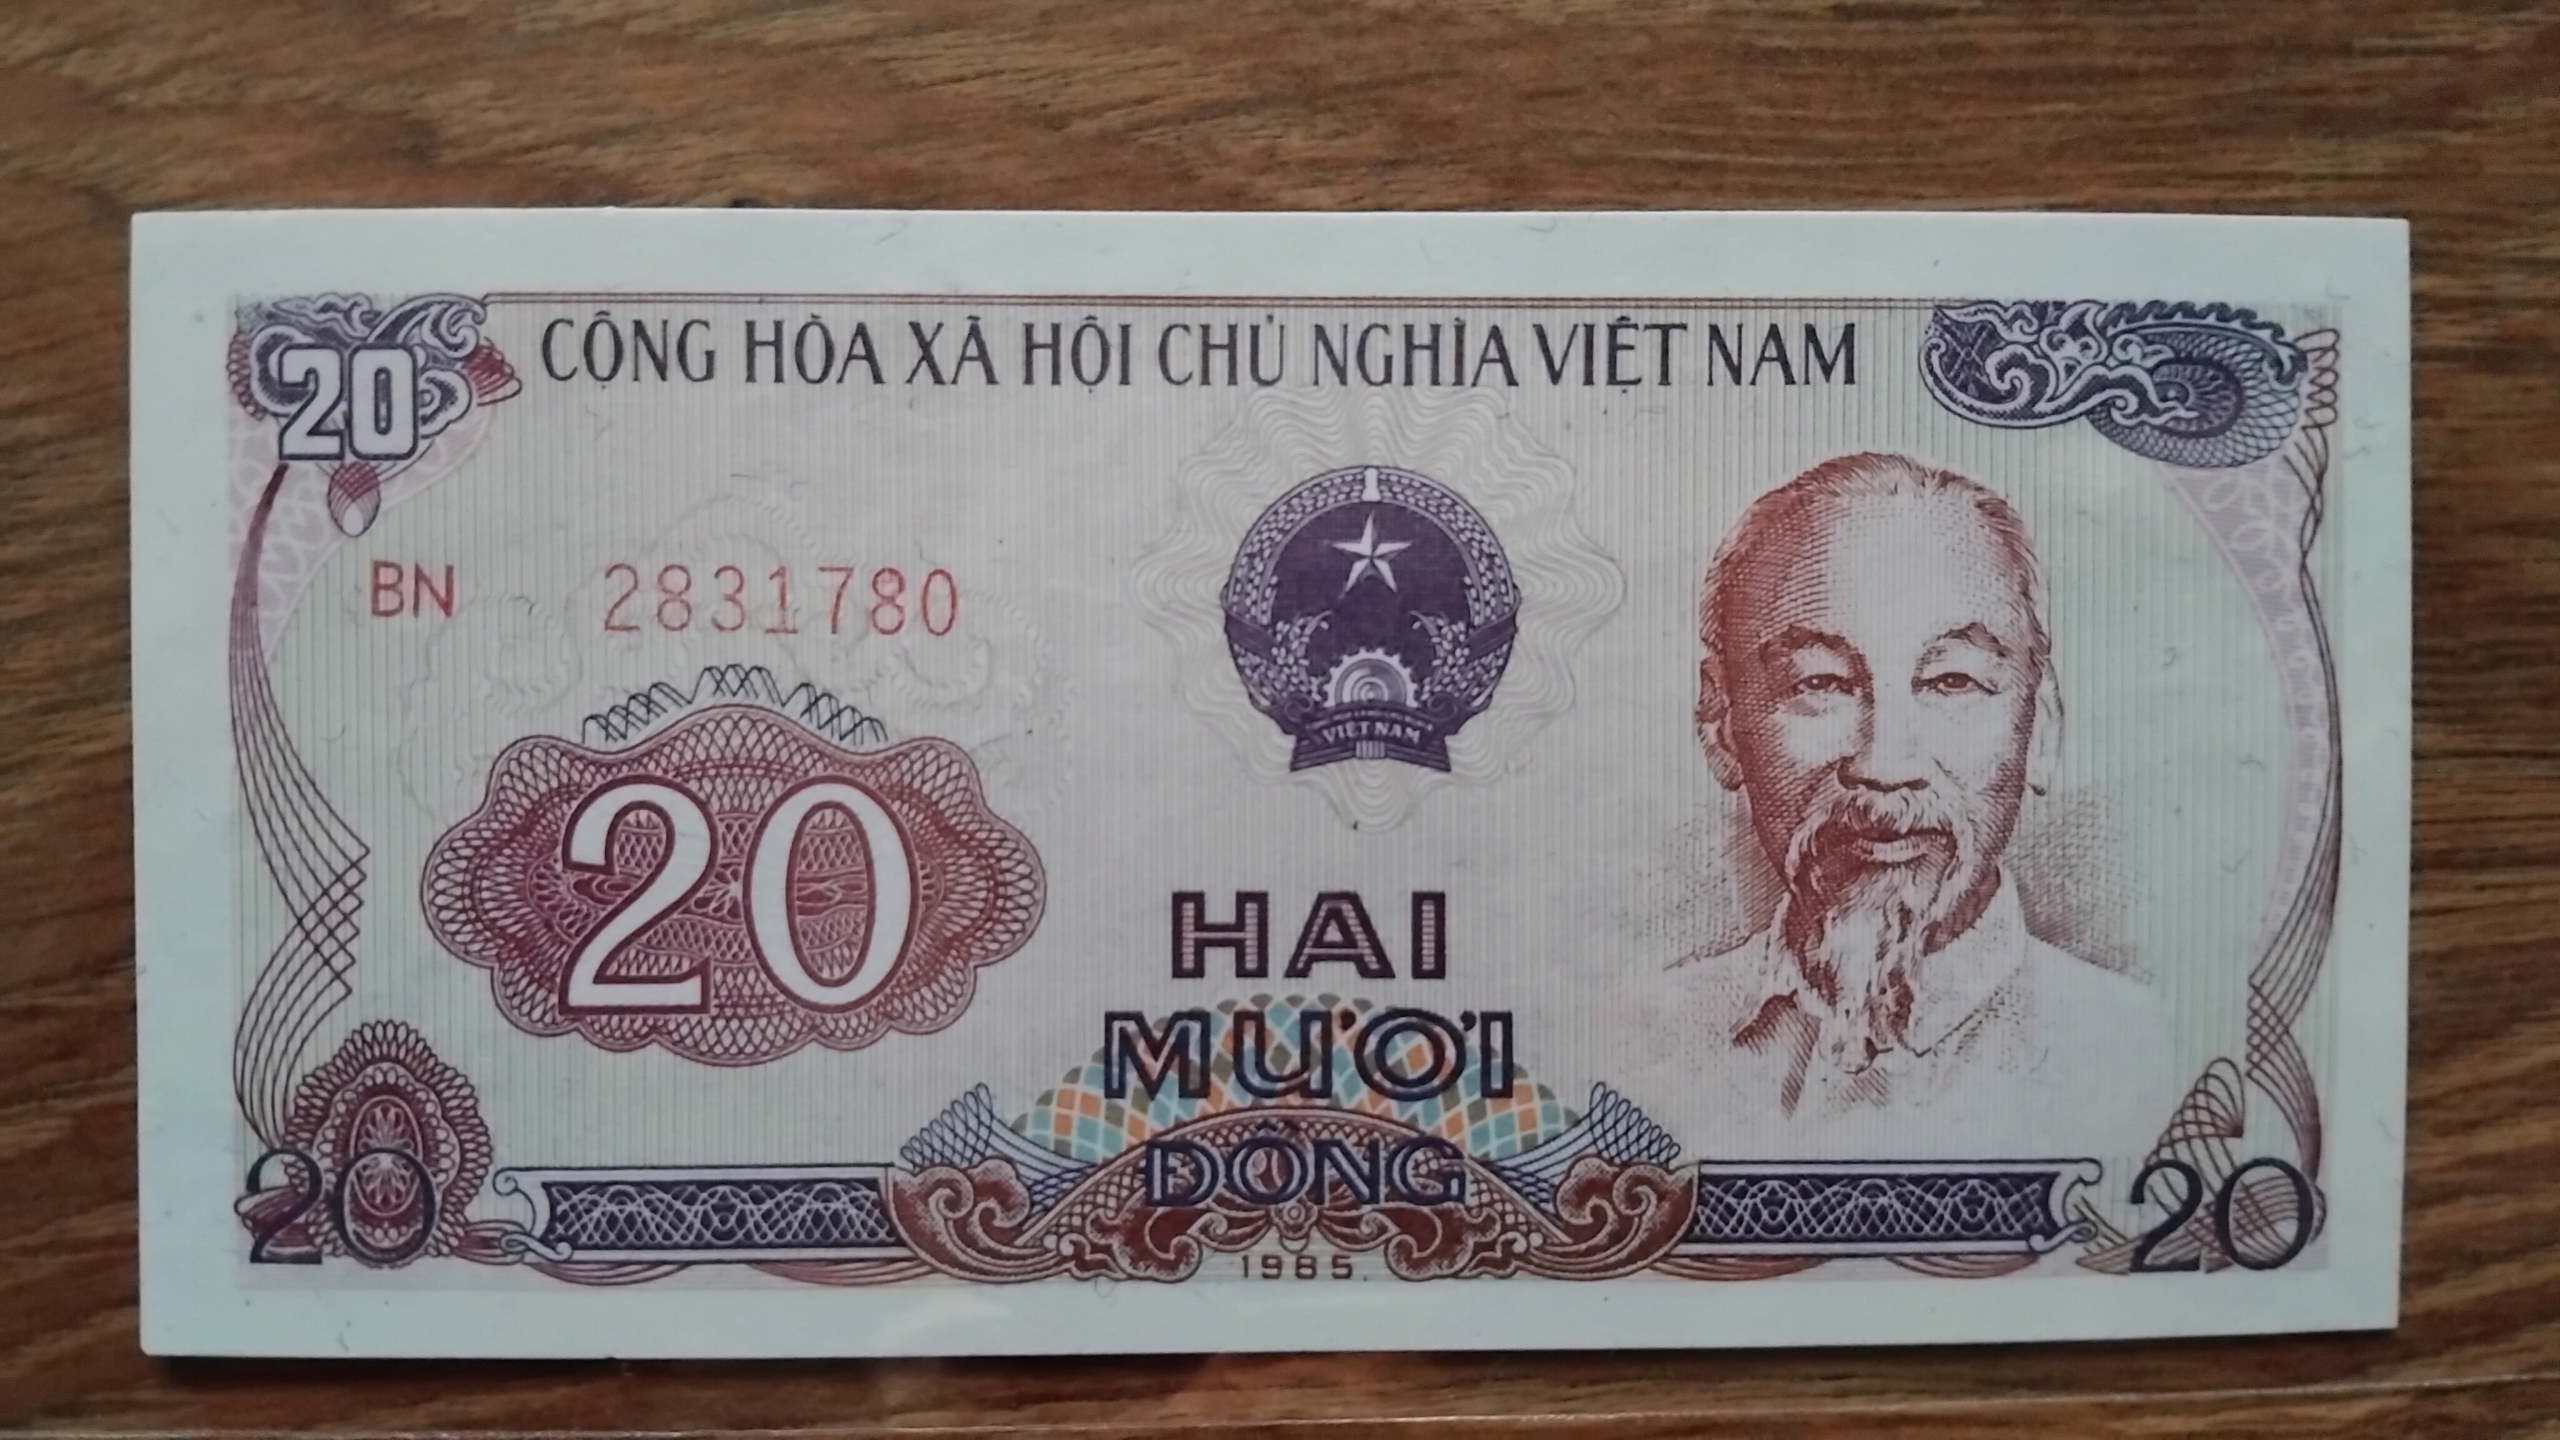 CỘNG HÒA XÃ HỘI CHỦ NGHĨA VIỆT NAM
20
BN 2831780
VIỆT NAM
20
HAI
MƯƠI
ĐỒNG
20
20
1985